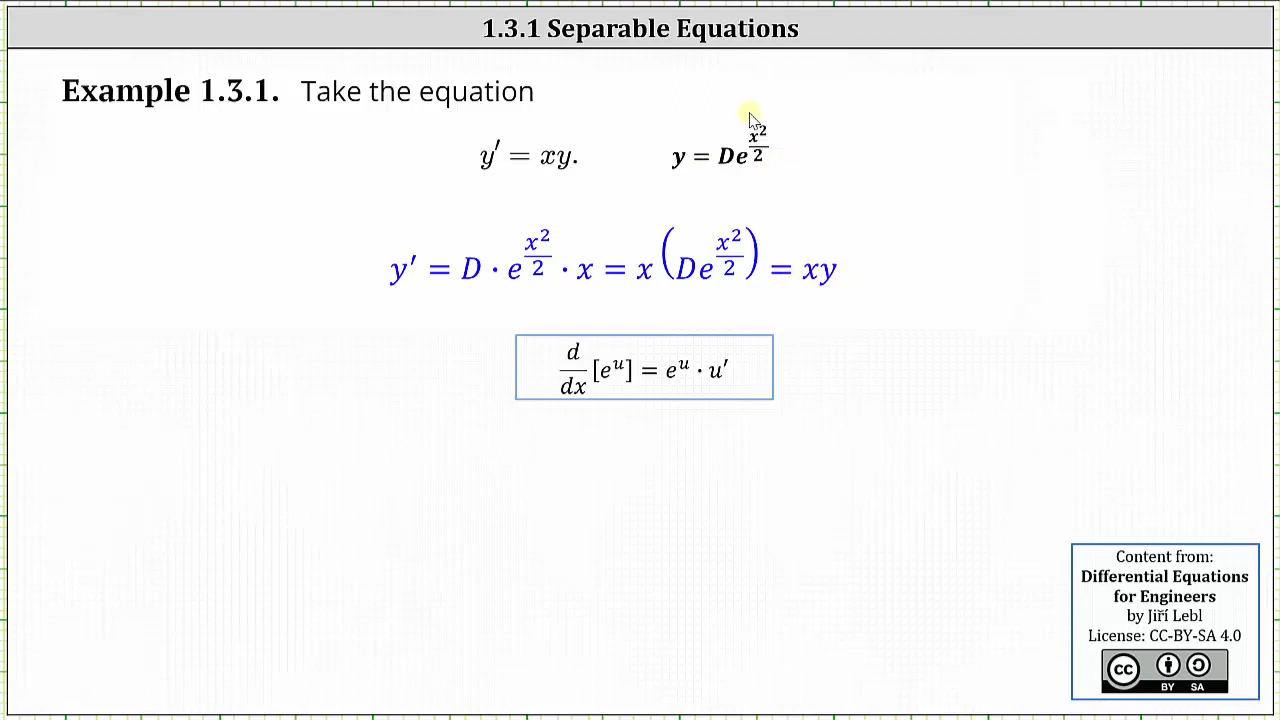 1.3.1 Separable Equations
Example 1.3.1. Take the equation
y′ = xy. y = De^{x²/2}
y′ = D · e^{x²/2} · x = x(De^{x²/2}) = xy
d/dx [e^u] = e^u · u′
Content from:
Differential Equations
for Engineers
by Jiří Lebl
License: CC-BY-SA 4.0
cc
BY SA